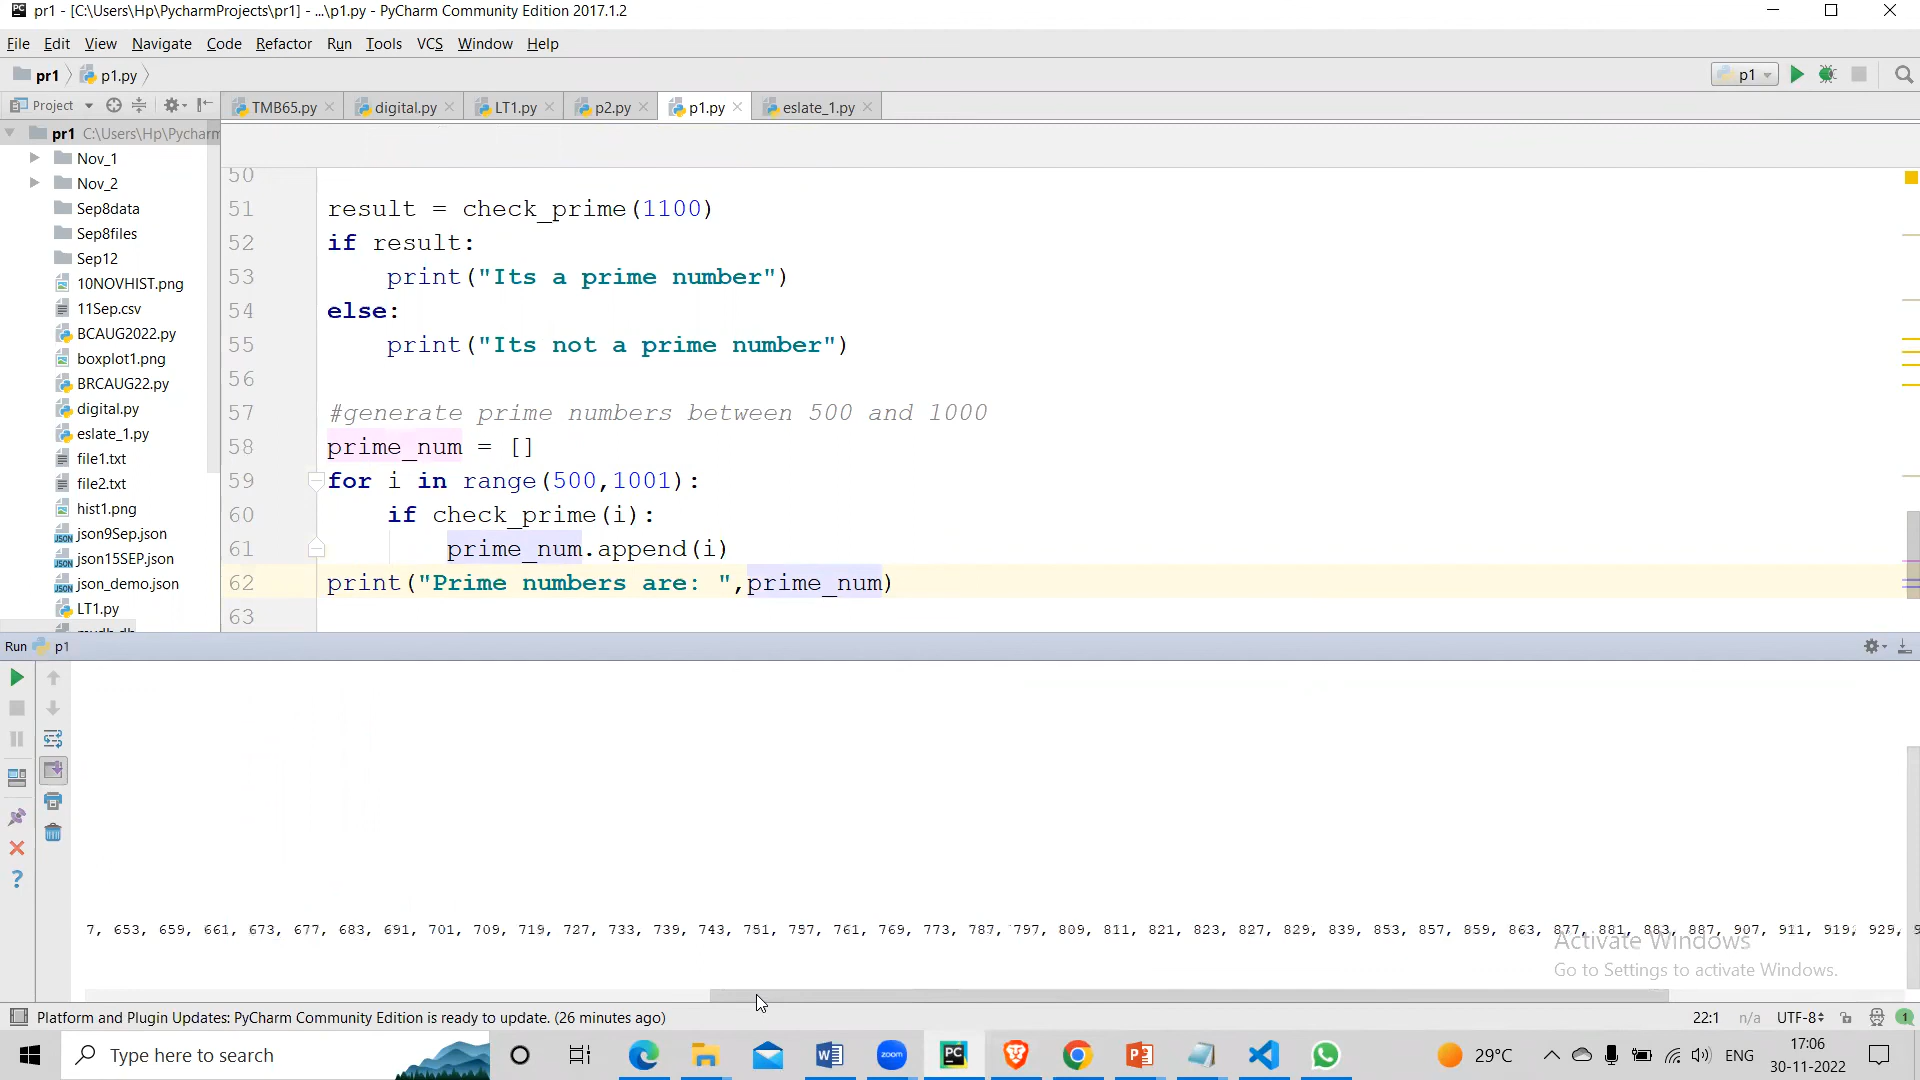 pr1 - [C:\Users\Hp\PycharmProjects\pr1] - ...\p1.py - PyCharm Community Edition 2017.1.2
File Edit View Navigate Code Refactor Run Tools VCS Window Help
pr1 p1.py p1
Project TMB65.py digital.py LT1.py p2.py p1.py eslate_1.py
pr1 C:\Users\Hp\Pycharm
Nov_1
Nov_2
Sep8data
Sep8files
Sep12
10NOVHIST.png
11Sep.csv
BCAUG2022.py
boxplot1.png
BRCAUG22.py
digital.py
eslate_1.py
file1.txt
file2.txt
hist1.png
json9Sep.json
json15SEP.json
json_demo.json
LT1.py
50
51 result = check_prime(1100)
52 if result:
53 print("Its a prime number")
54 else:
55 print("Its not a prime number")
56
57 #generate prime numbers between 500 and 1000
58 prime_num = []
59 for i in range(500,1001):
60 if check_prime(i):
61 prime_num.append(i)
62 print("Prime numbers are: ",prime_num)
63
Run p1
7, 653, 659, 661, 673, 677, 683, 691, 701, 709, 719, 727, 733, 739, 743, 751, 757, 761, 769, 773, 787, 797, 809, 811, 821, 823, 827, 829, 839, 853, 857, 859, 863, 877, 881, 883, 887, 907, 911, 919, 929, 9
Activate Windows
Go to Settings to activate Windows.
Platform and Plugin Updates: PyCharm Community Edition is ready to update. (26 minutes ago) 22:1 n/a UTF-8 1
Type here to search zoom PC 29°C ENG 17:06
30-11-2022